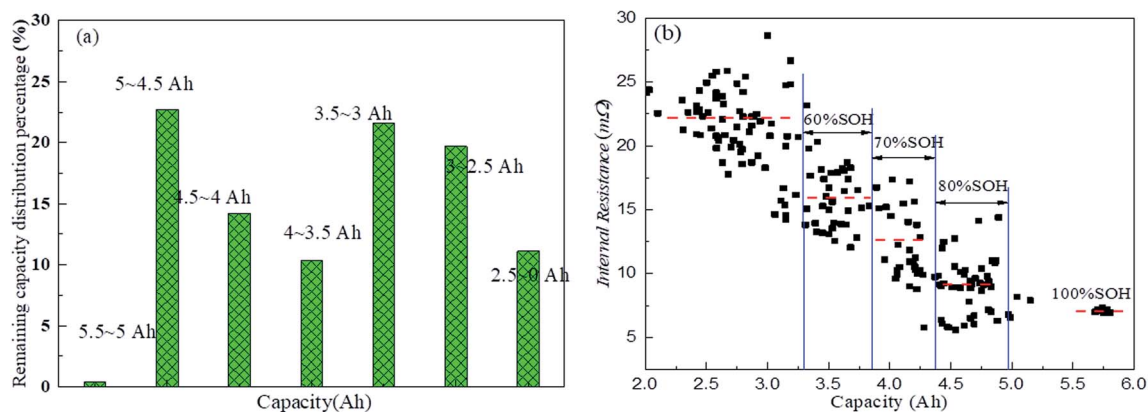 (a)
Remaining capacity distribution percentage (%)
30
25
20
15
10
5
0
5.5~5 Ah
5~4.5 Ah
4.5~4 Ah
4~3.5 Ah
3.5~3 Ah
3~2.5 Ah
2.5~0 Ah
Capacity(Ah)
(b)
Internal Resistance (mΩ)
30
25
20
15
10
5
60%SOH
70%SOH
80%SOH
100%SOH
2.0 2.5 3.0 3.5 4.0 4.5 5.0 5.5 6.0
Capacity (Ah)